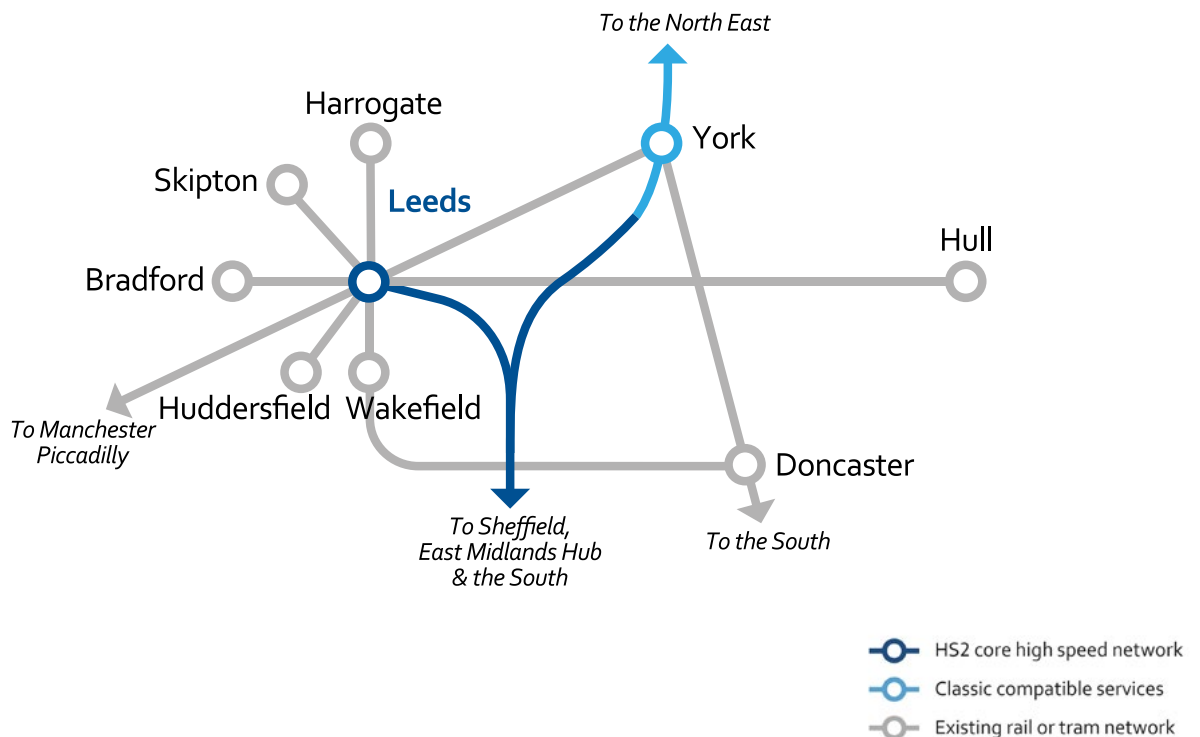 To the North East
Harrogate
York
Skipton
Leeds
Hull
Bradford
Huddersfield
Wakefield
To Manchester
Piccadilly
Doncaster
To Sheffield,
East Midlands Hub
& the South
To the South
HS2 core high speed network
Classic compatible services
Existing rail or tram network